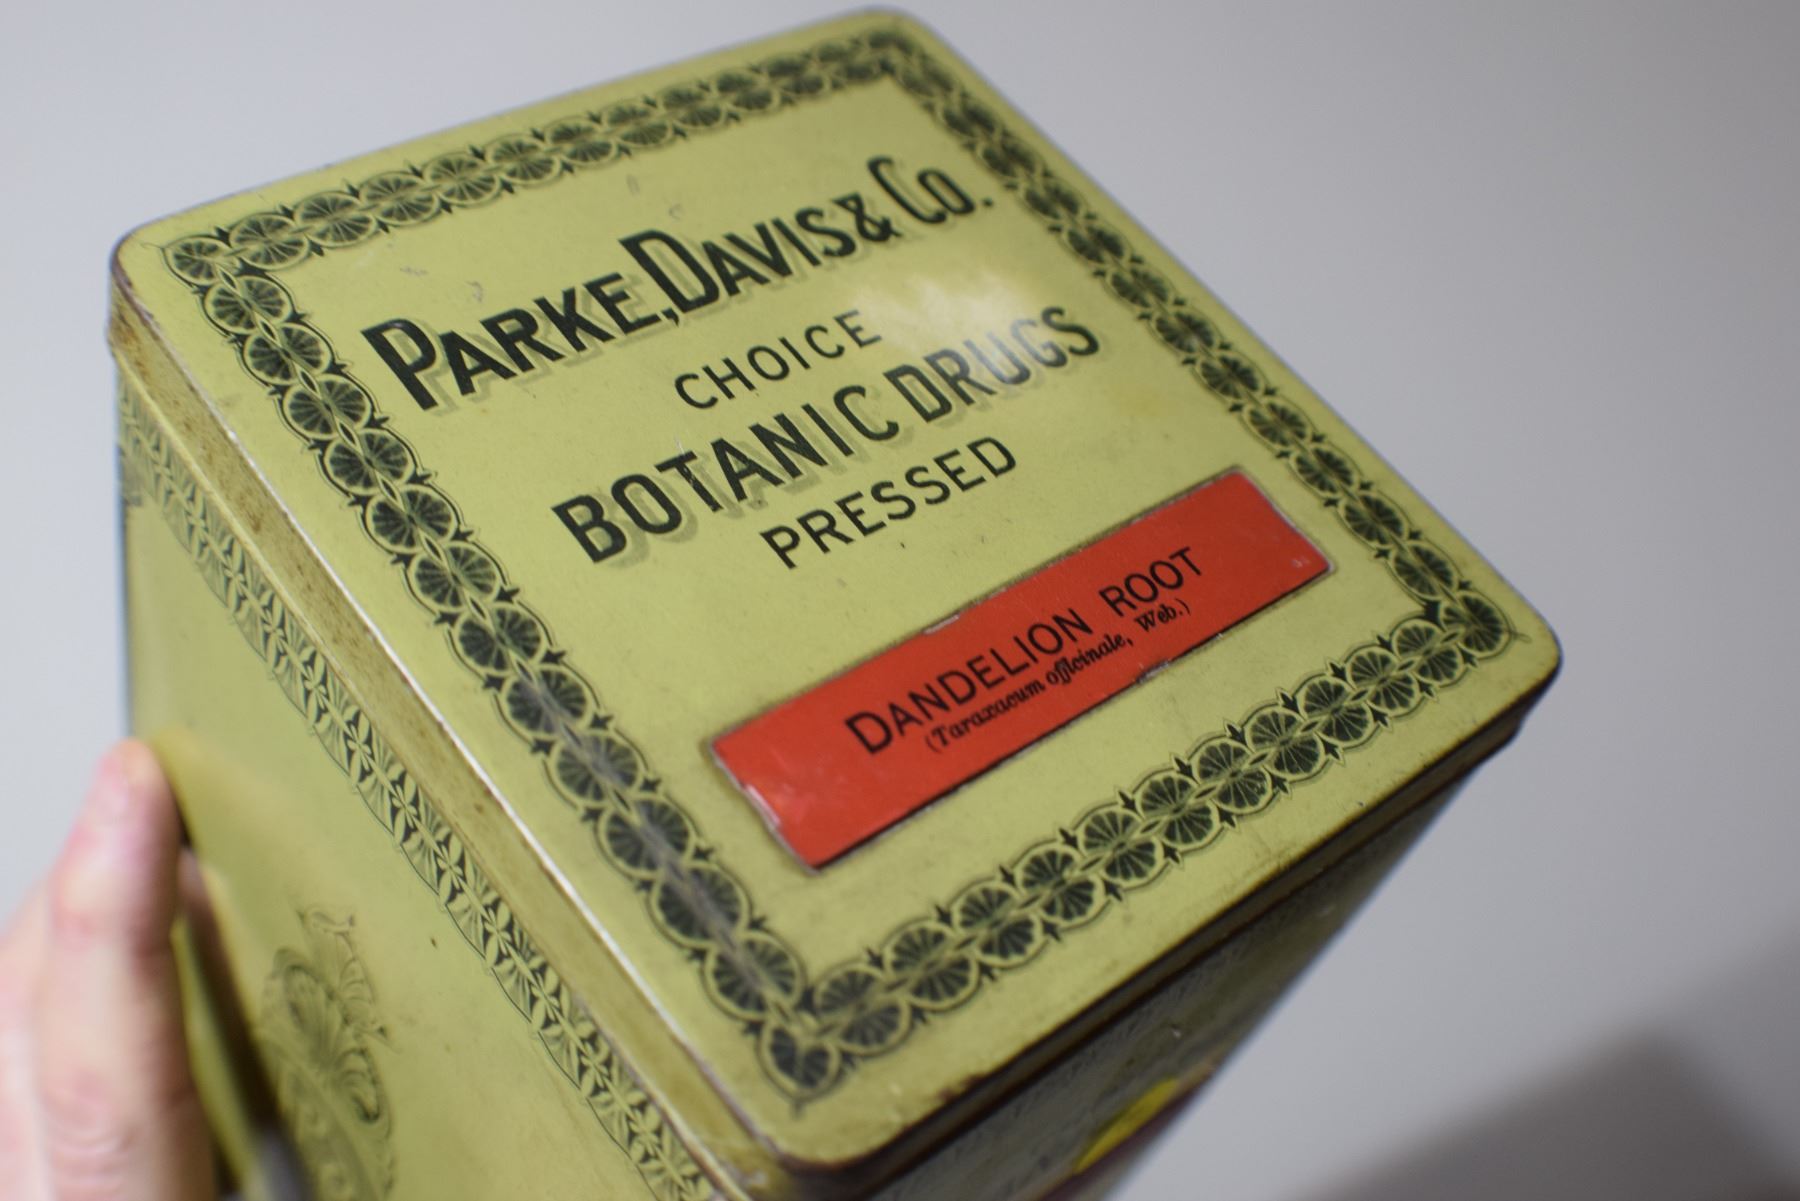 PARKE, DAVIS & CO.
CHOICE
BOTANIC DRUGS
PRESSED
DANDELION ROOT
(Taraxacum officinale, Web.)